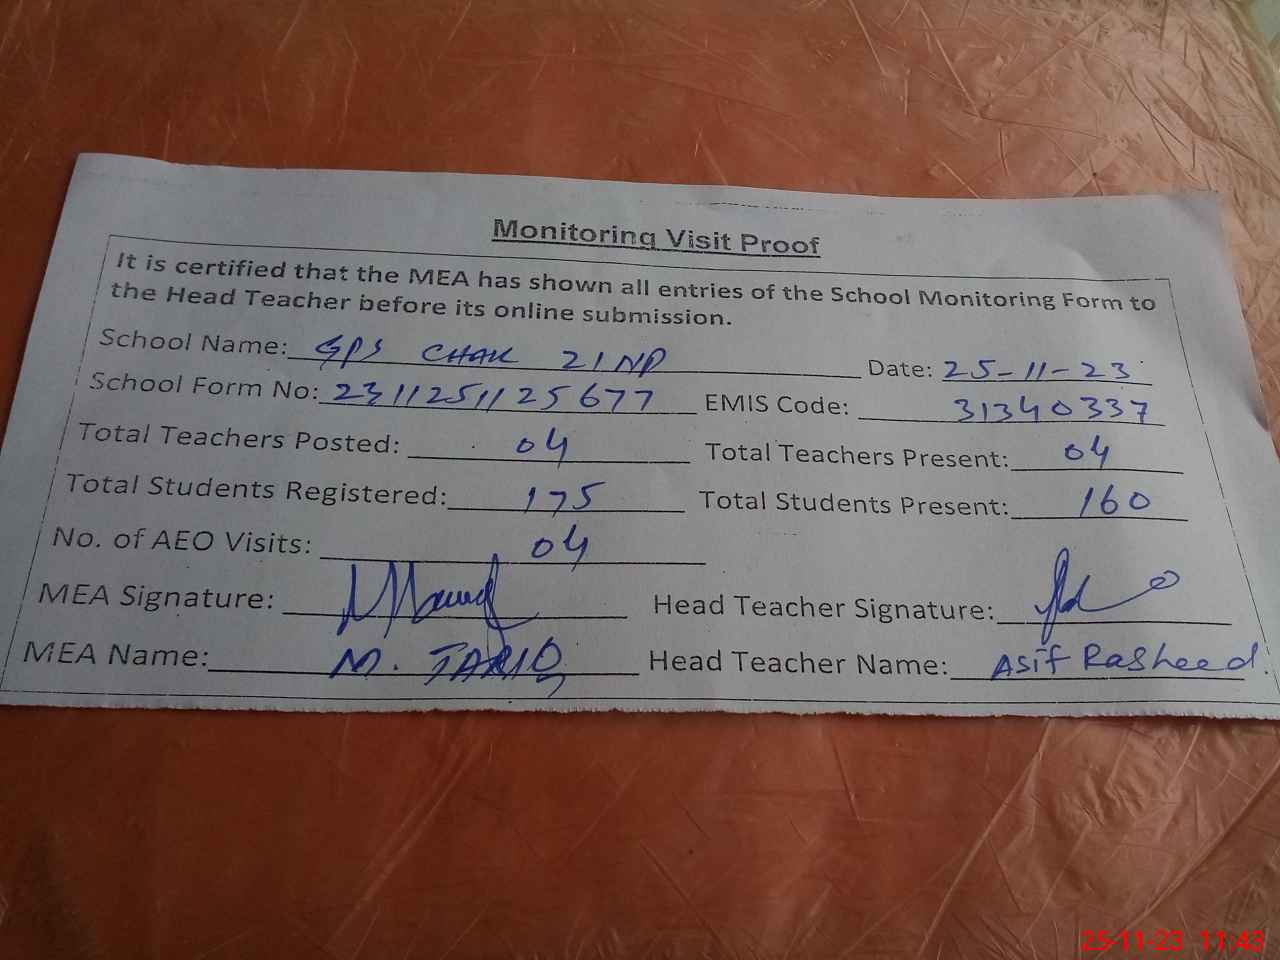 Monitoring Visit Proof
It is certified that the MEA has shown all entries of the School Monitoring Form to
the Head Teacher before its online submission.
School Name: GPS CHAK 21NP Date: 25-11-23
School Form No: 2311251125677 EMIS Code: 31340337
Total Teachers Posted: 04 Total Teachers Present: 04
Total Students Registered: 175 Total Students Present: 160
No. of AEO Visits: 04
MEA Signature: Head Teacher Signature:
MEA Name: M. TARIQ Head Teacher Name: Asif Rasheed.
25-11-23 11:43